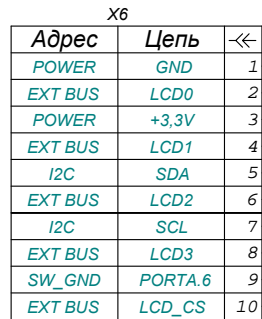 X6
Адрес Цепь
POWER GND 1
EXT BUS LCD0 2
POWER +3,3V 3
EXT BUS LCD1 4
I2C SDA 5
EXT BUS LCD2 6
I2C SCL 7
EXT BUS LCD3 8
SW_GND PORTA.6 9
EXT BUS LCD_CS 10